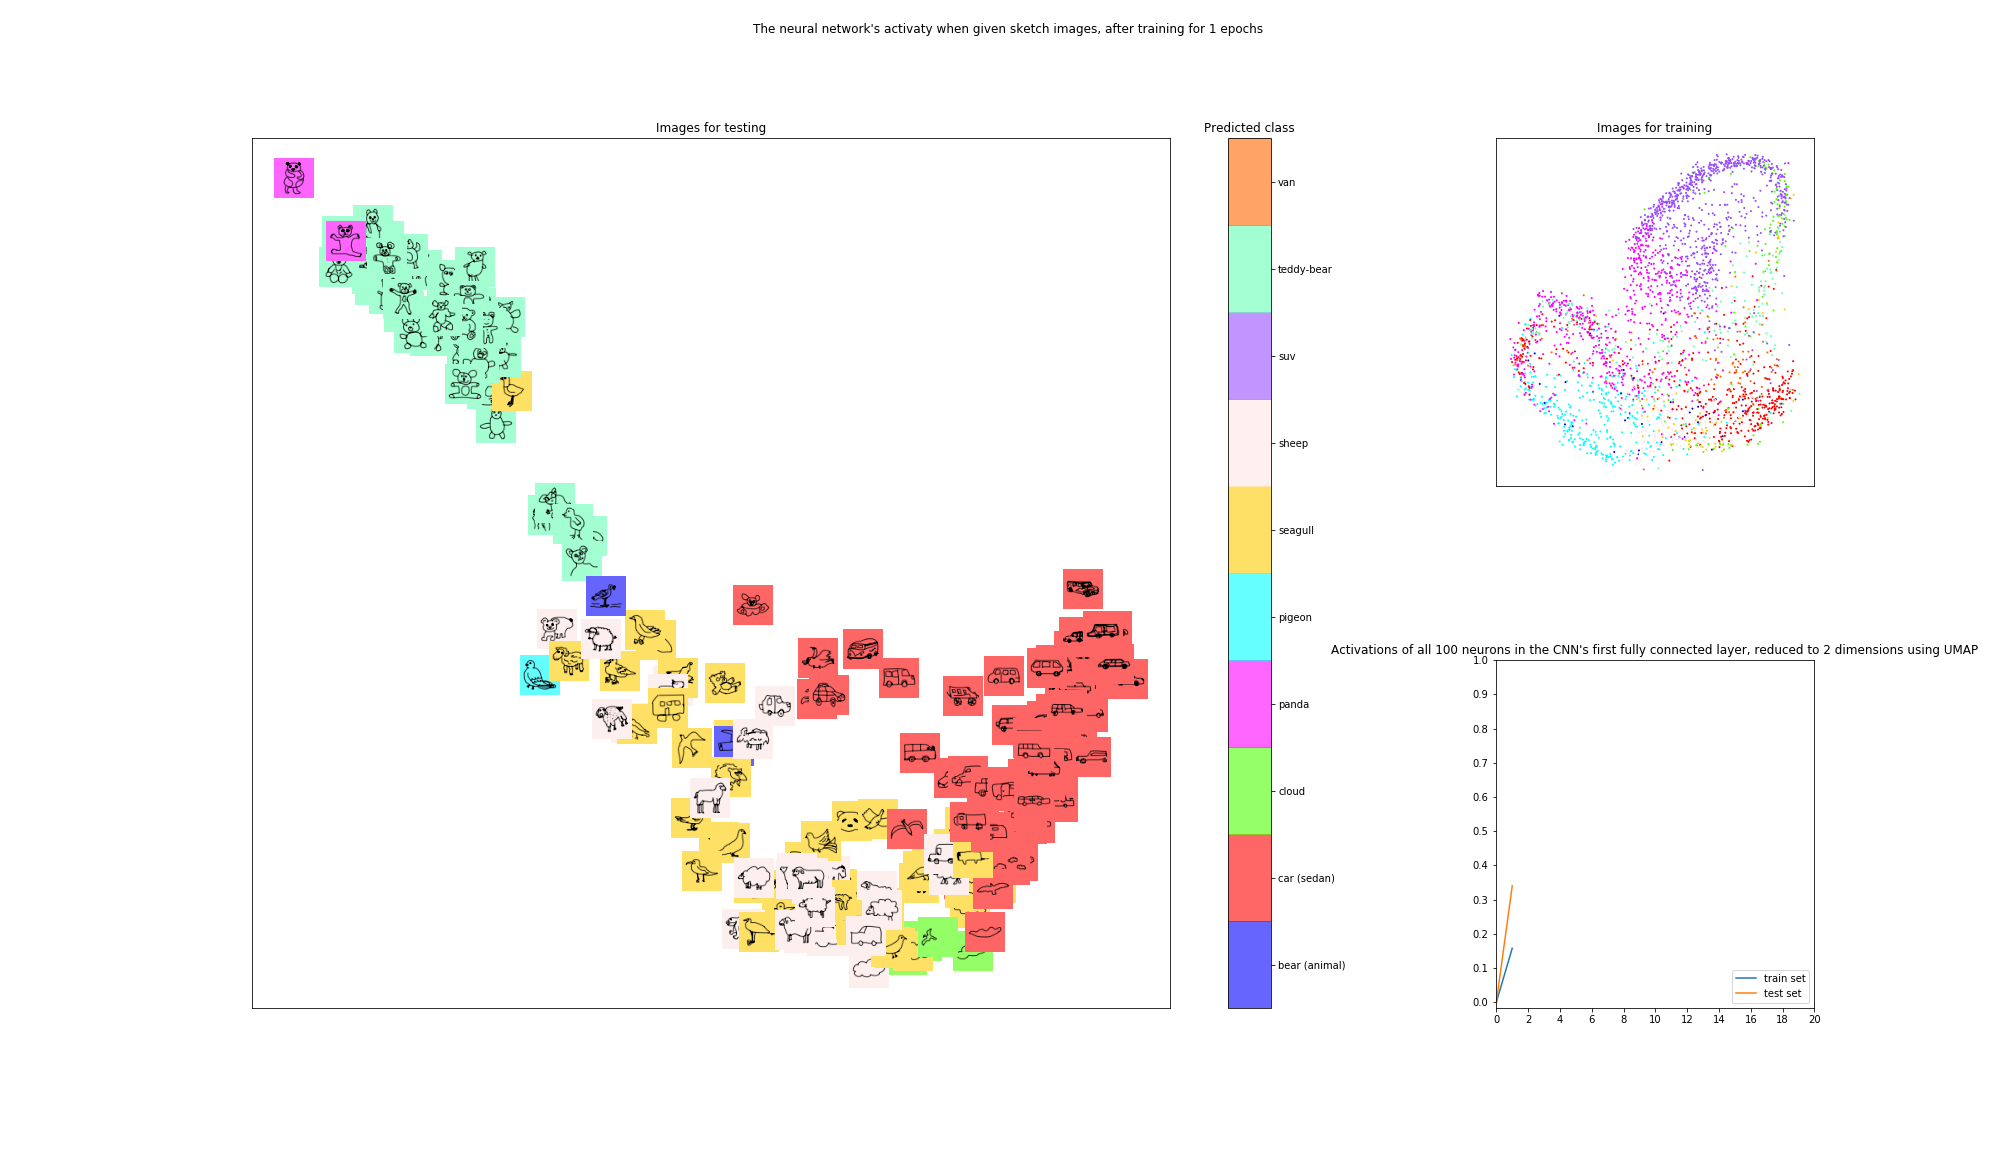 The neural network's activaty when given sketch images, after training for 1 epochs
Images for testing
Predicted class
van
teddy-bear
suv
sheep
seagull
pigeon
panda
cloud
car (sedan)
bear (animal)
Images for training
Activations of all 100 neurons in the CNN's first fully connected layer, reduced to 2 dimensions using UMAP
1.0
0.9
0.8
0.7
0.6
0.5
0.4
0.3
0.2
0.1
0.0
train set
test set
0 2 4 6 8 10 12 14 16 18 20